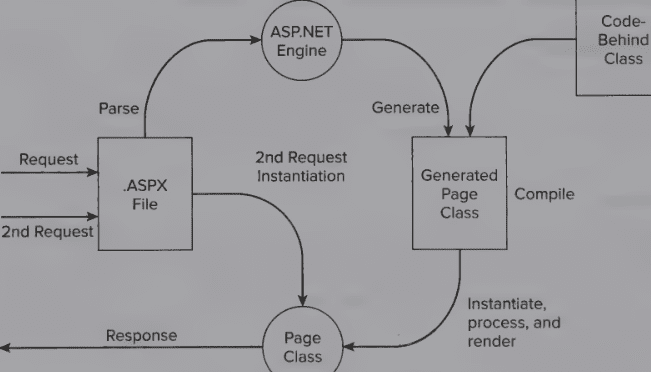 ASP.NET
Engine
Code-
Behind
Class
Parse
Generate
Request
.ASPX
File
2nd Request
Instantiation
Generated
Page
Class
Compile
2nd Request
Instantiate,
process, and
render
Response
Page
Class